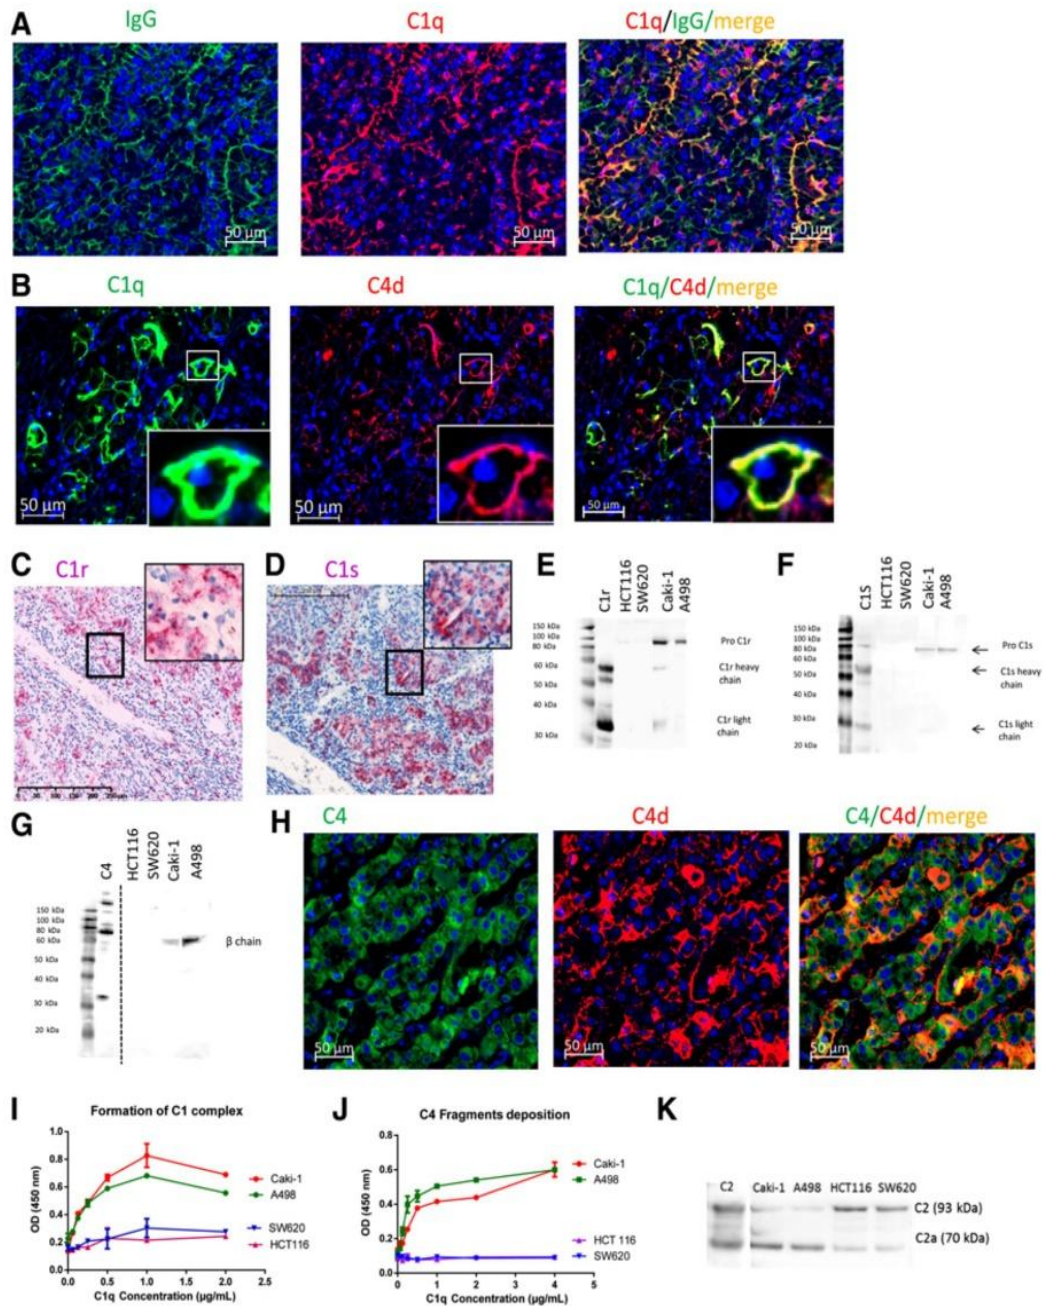 A
IgG
C1q
C1q/IgG/merge
50 µm
50 µm
50 µm
B
C1q
C4d
C1q/C4d/merge
50 µm
50 µm
50 µm
C
C1r
D
C1s
E
C1r
HCT116
SW620
Caki-1
A498
150 kDa
100 kDa
80 kDa
60 kDa
50 kDa
40 kDa
30 kDa
Pro C1r
C1r heavy
chain
C1r light
chain
F
C1S
HCT116
SW620
Caki-1
A498
150 kDa
100 kDa
80 kDa
60 kDa
50 kDa
40 kDa
30 kDa
20 kDa
Pro C1s
C1s heavy
chain
C1s light
chain
G
C4
HCT116
SW620
Caki-1
A498
150 kDa
100 kDa
80 kDa
60 kDa
50 kDa
40 kDa
30 kDa
20 kDa
β chain
H
C4
C4d
C4/C4d/merge
50 µm
50 µm
50 µm
I
Formation of C1 complex
OD (450 nm)
1.0
0.8
0.6
0.4
0.2
0.0
0.0 0.5 1.0 1.5 2.0 2.5
C1q Concentration (µg/mL)
Caki-1
A498
SW620
HCT116
J
C4 Fragments deposition
OD (450 nm)
0.8
0.6
0.4
0.2
0.0
0 1 2 3 4 5
C1q Concentration (µg/mL)
Caki-1
A498
HCT 116
SW620
K
C2 Caki-1 A498 HCT116 SW620
C2 (93 kDa)
C2a (70 kDa)